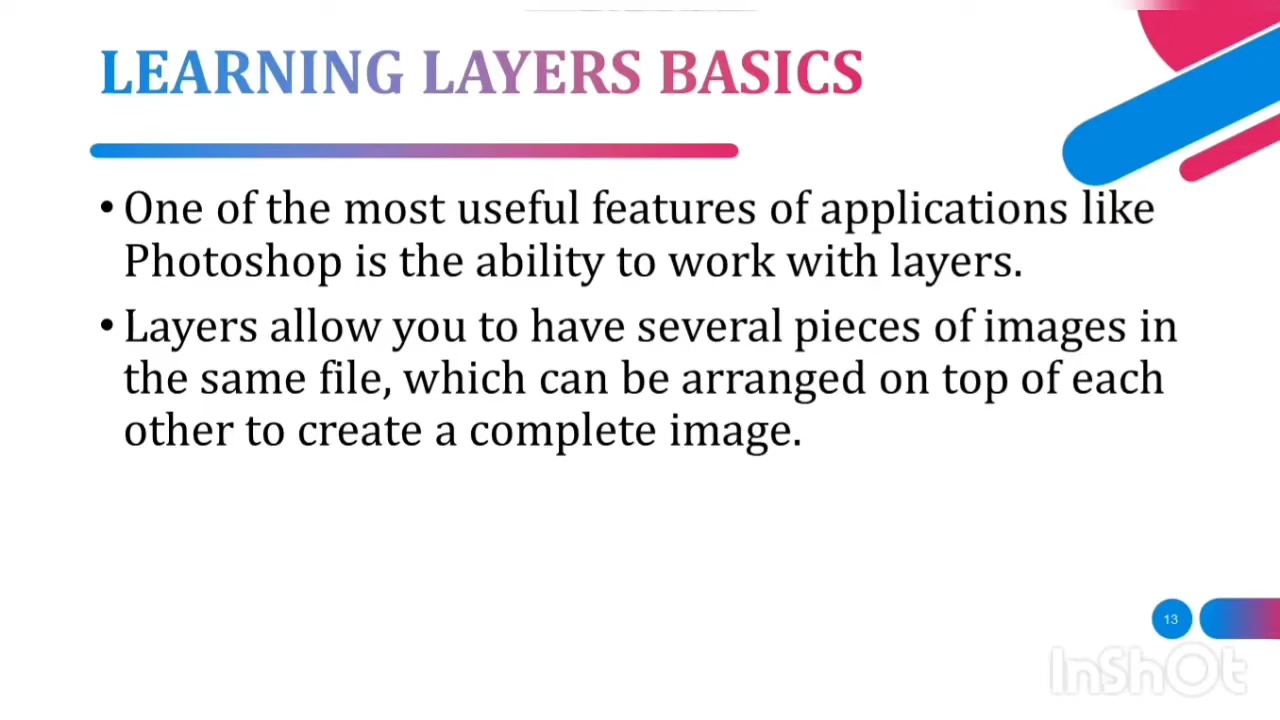 LEARNING LAYERS BASICS
• One of the most useful features of applications like
Photoshop is the ability to work with layers.
• Layers allow you to have several pieces of images in
the same file, which can be arranged on top of each
other to create a complete image.
13
InShOt